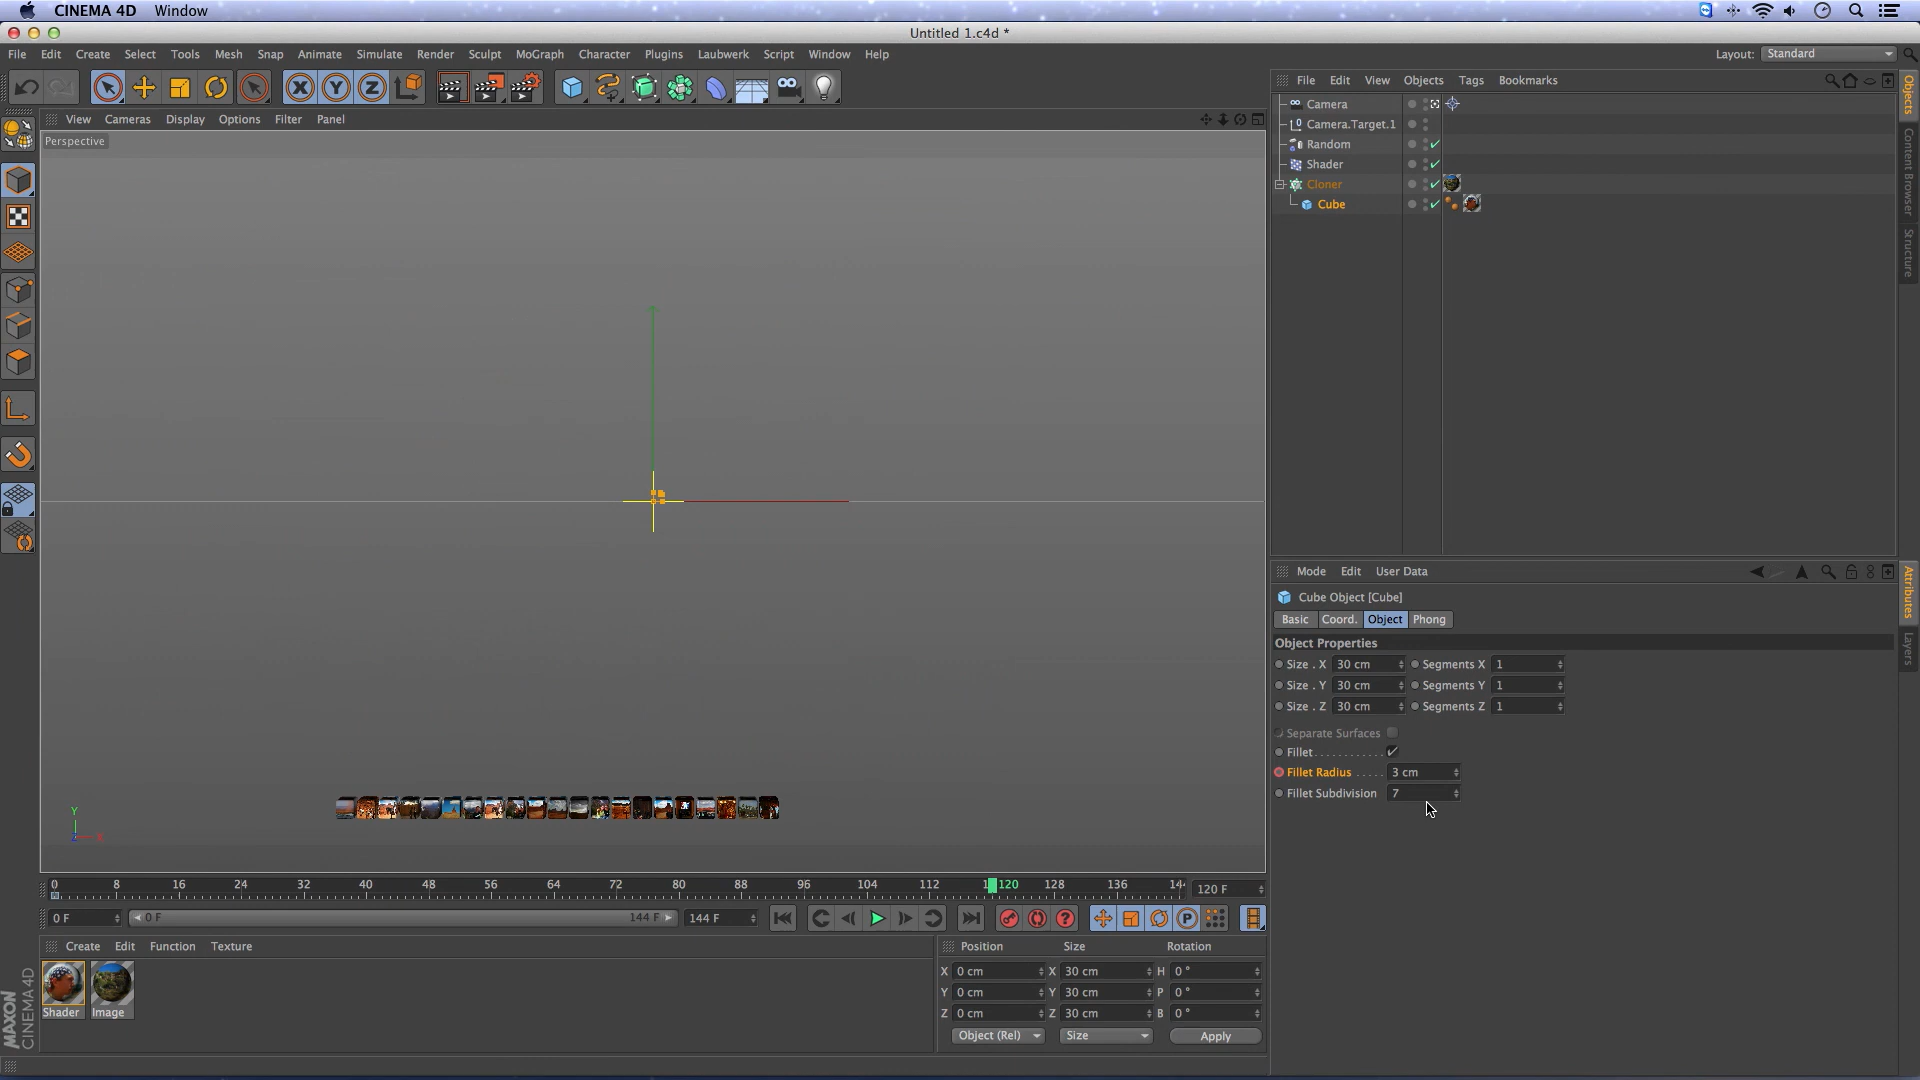 CINEMA 4D Window
Untitled 1.c4d *
File Edit Create Select Tools Mesh Snap Animate Simulate Render Sculpt MoGraph Character Plugins Laubwerk Script Window Help
Layout: Standard
X Y Z
View Cameras Display Options Filter Panel
Perspective
Y
Z X
0 8 16 24 32 40 48 56 64 72 80 88 96 104 112 120 128 136
120 F
0 F
0 F 144 F
144 F
P
Create Edit Function Texture
Shader Image
MAXON
CINEMA 4D
Position Size Rotation
X 0 cm X 30 cm H 0 °
Y 0 cm Y 30 cm P 0 °
Z 0 cm Z 30 cm B 0 °
Object (Rel) Size Apply
File Edit View Objects Tags Bookmarks
Camera
Camera.Target.1
Random
Shader
Cloner
Cube
Objects
Content Browser
Structure
Mode Edit User Data
Cube Object [Cube]
Basic Coord. Object Phong
Object Properties
Size . X 30 cm Segments X 1
Size . Y 30 cm Segments Y 1
Size . Z 30 cm Segments Z 1
Separate Surfaces
Fillet
Fillet Radius 3 cm
Fillet Subdivision 7
Attributes
Layers